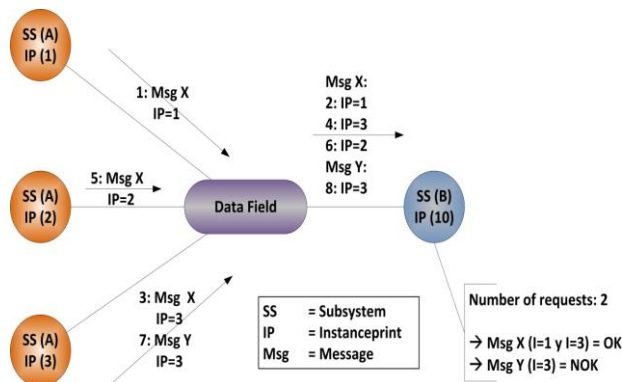 SS (A)
IP (1)
1: Msg X
IP=1
Msg X:
2: IP=1
4: IP=3
6: IP=2
Msg Y:
8: IP=3
SS (A)
IP (2)
5: Msg X
IP=2
Data Field
SS (B)
IP (10)
3: Msg X
IP=3
7: Msg Y
IP=3
SS (A)
IP (3)
SS = Subsystem
IP = Instanceprint
Msg = Message
Number of requests: 2
→ Msg X (I=1 y I=3) = OK
→ Msg Y (I=3) = NOK